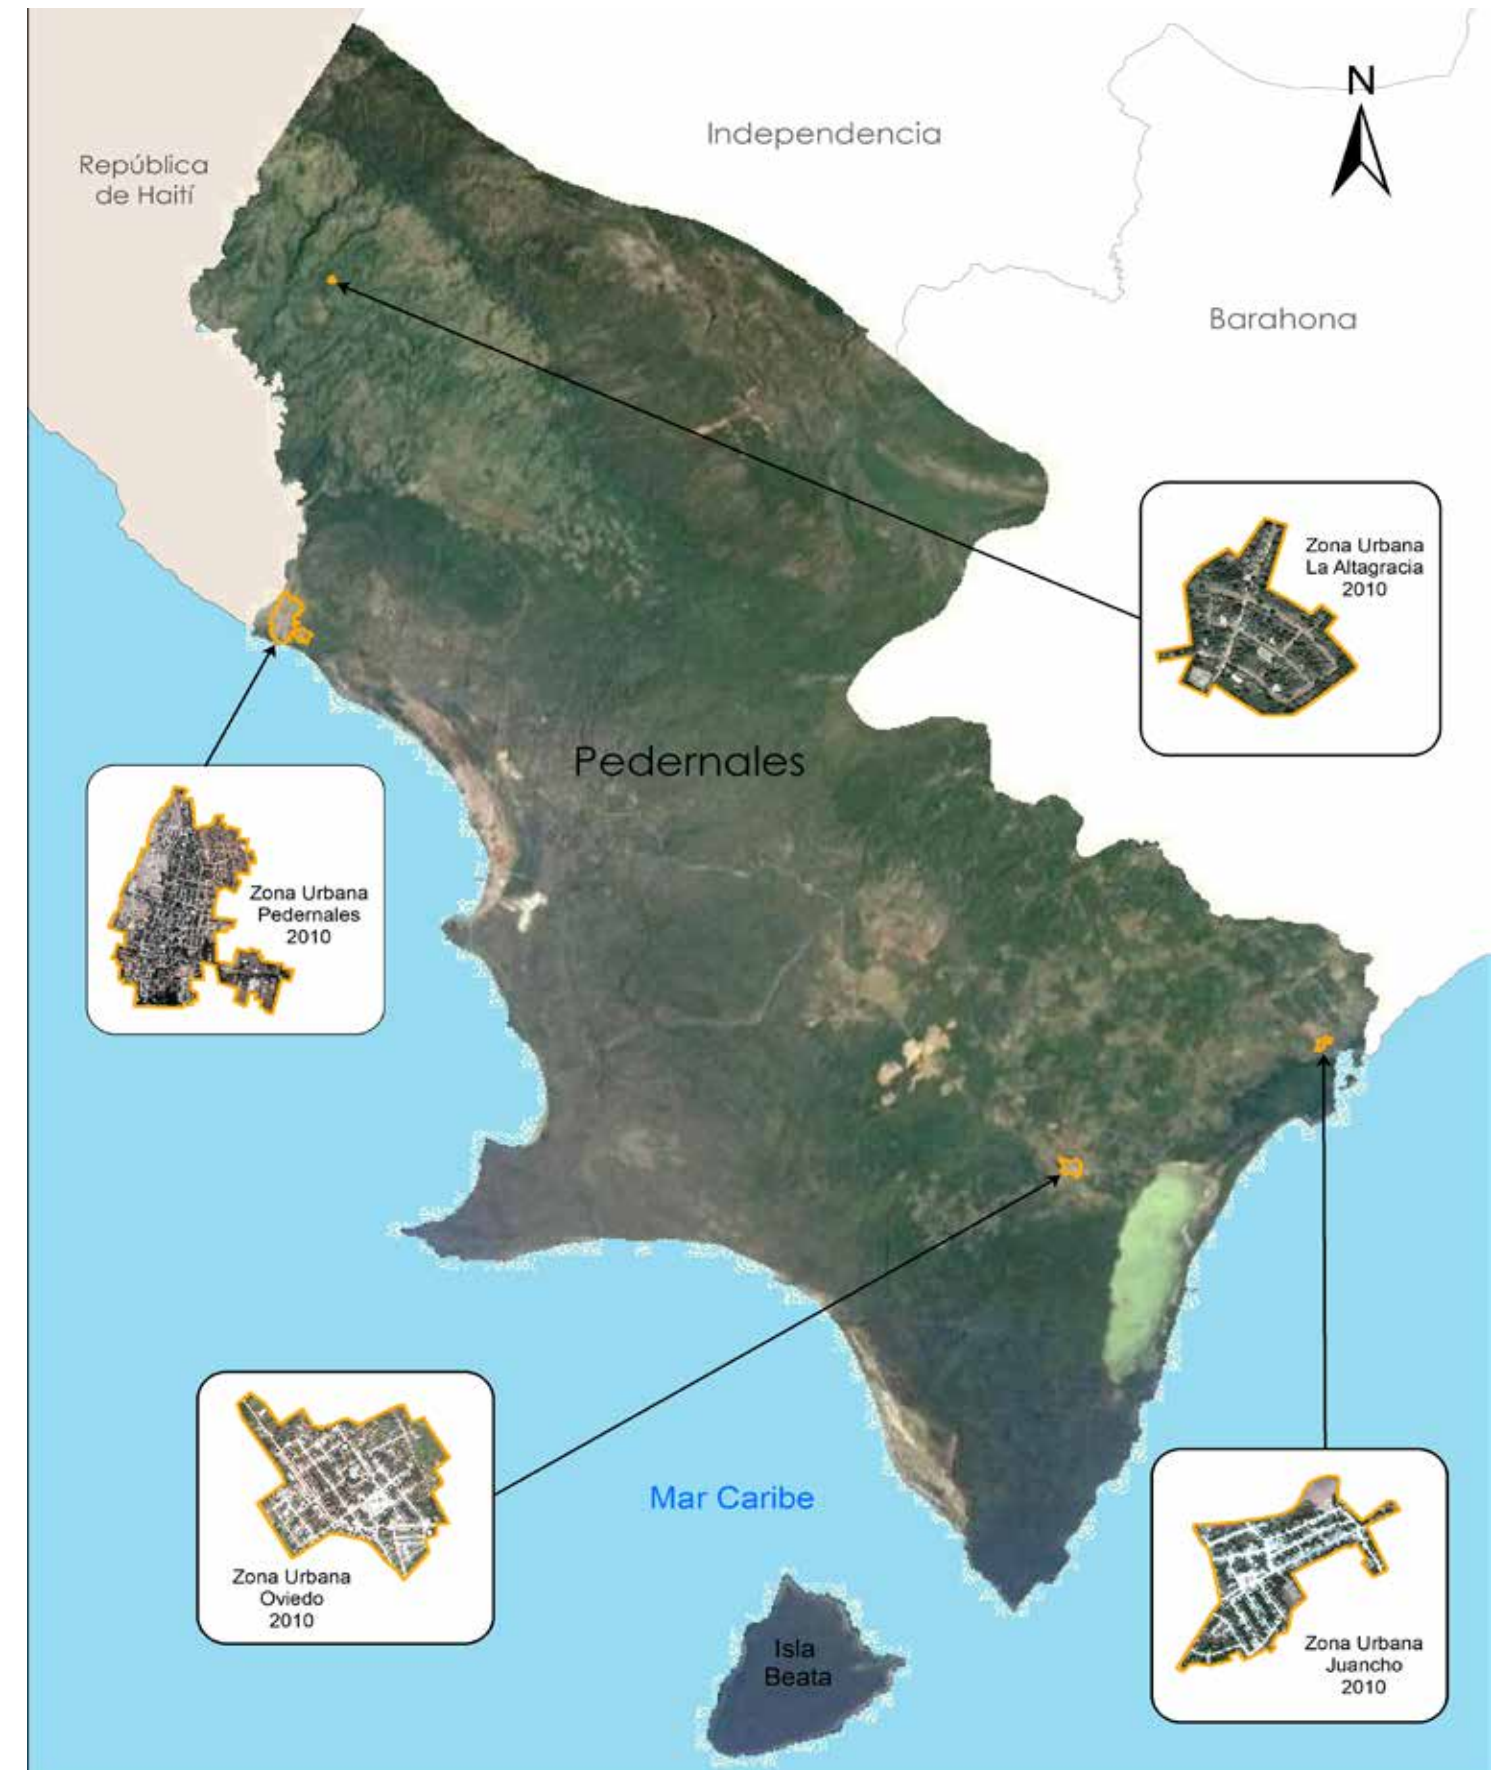 N
Independencia
República
de Haití
Barahona
Zona Urbana
La Altagracia
2010
Pedernales
Zona Urbana
Pedernales
2010
Mar Caribe
Zona Urbana
Oviedo
2010
Isla
Beata
Zona Urbana
Juancho
2010